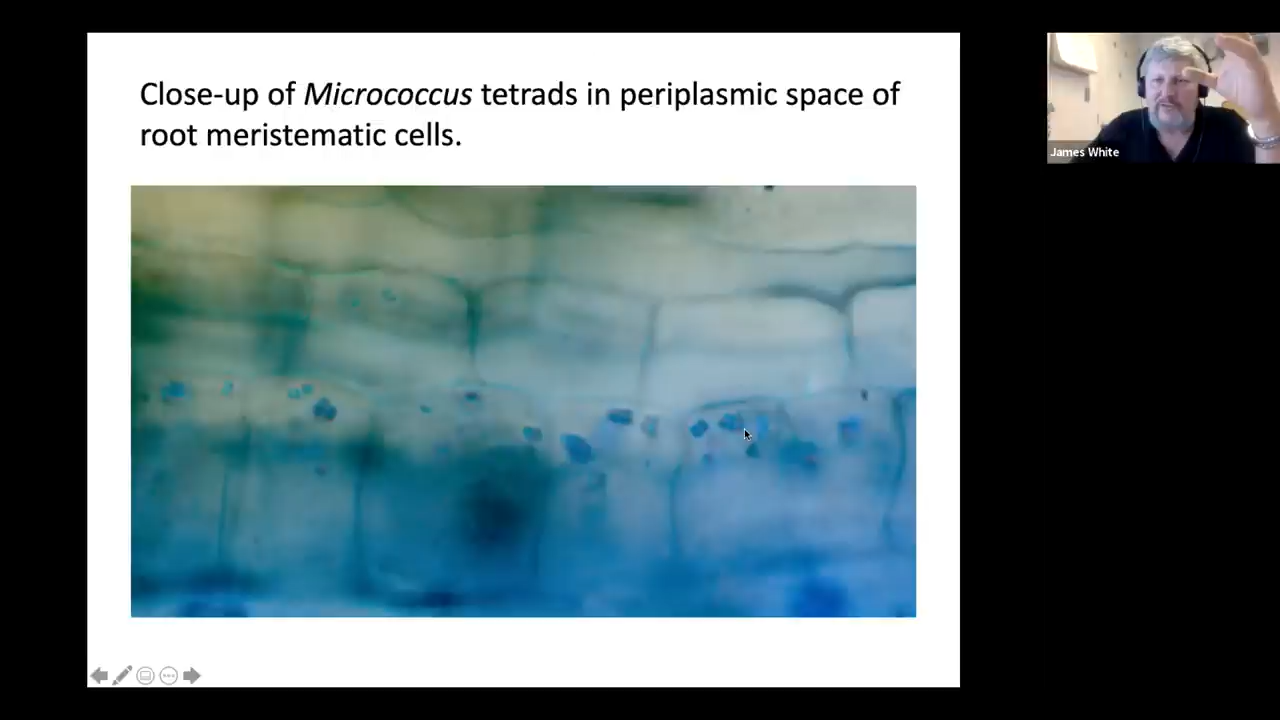 Close-up of Micrococcus tetrads in periplasmic space of
root meristematic cells.
James White